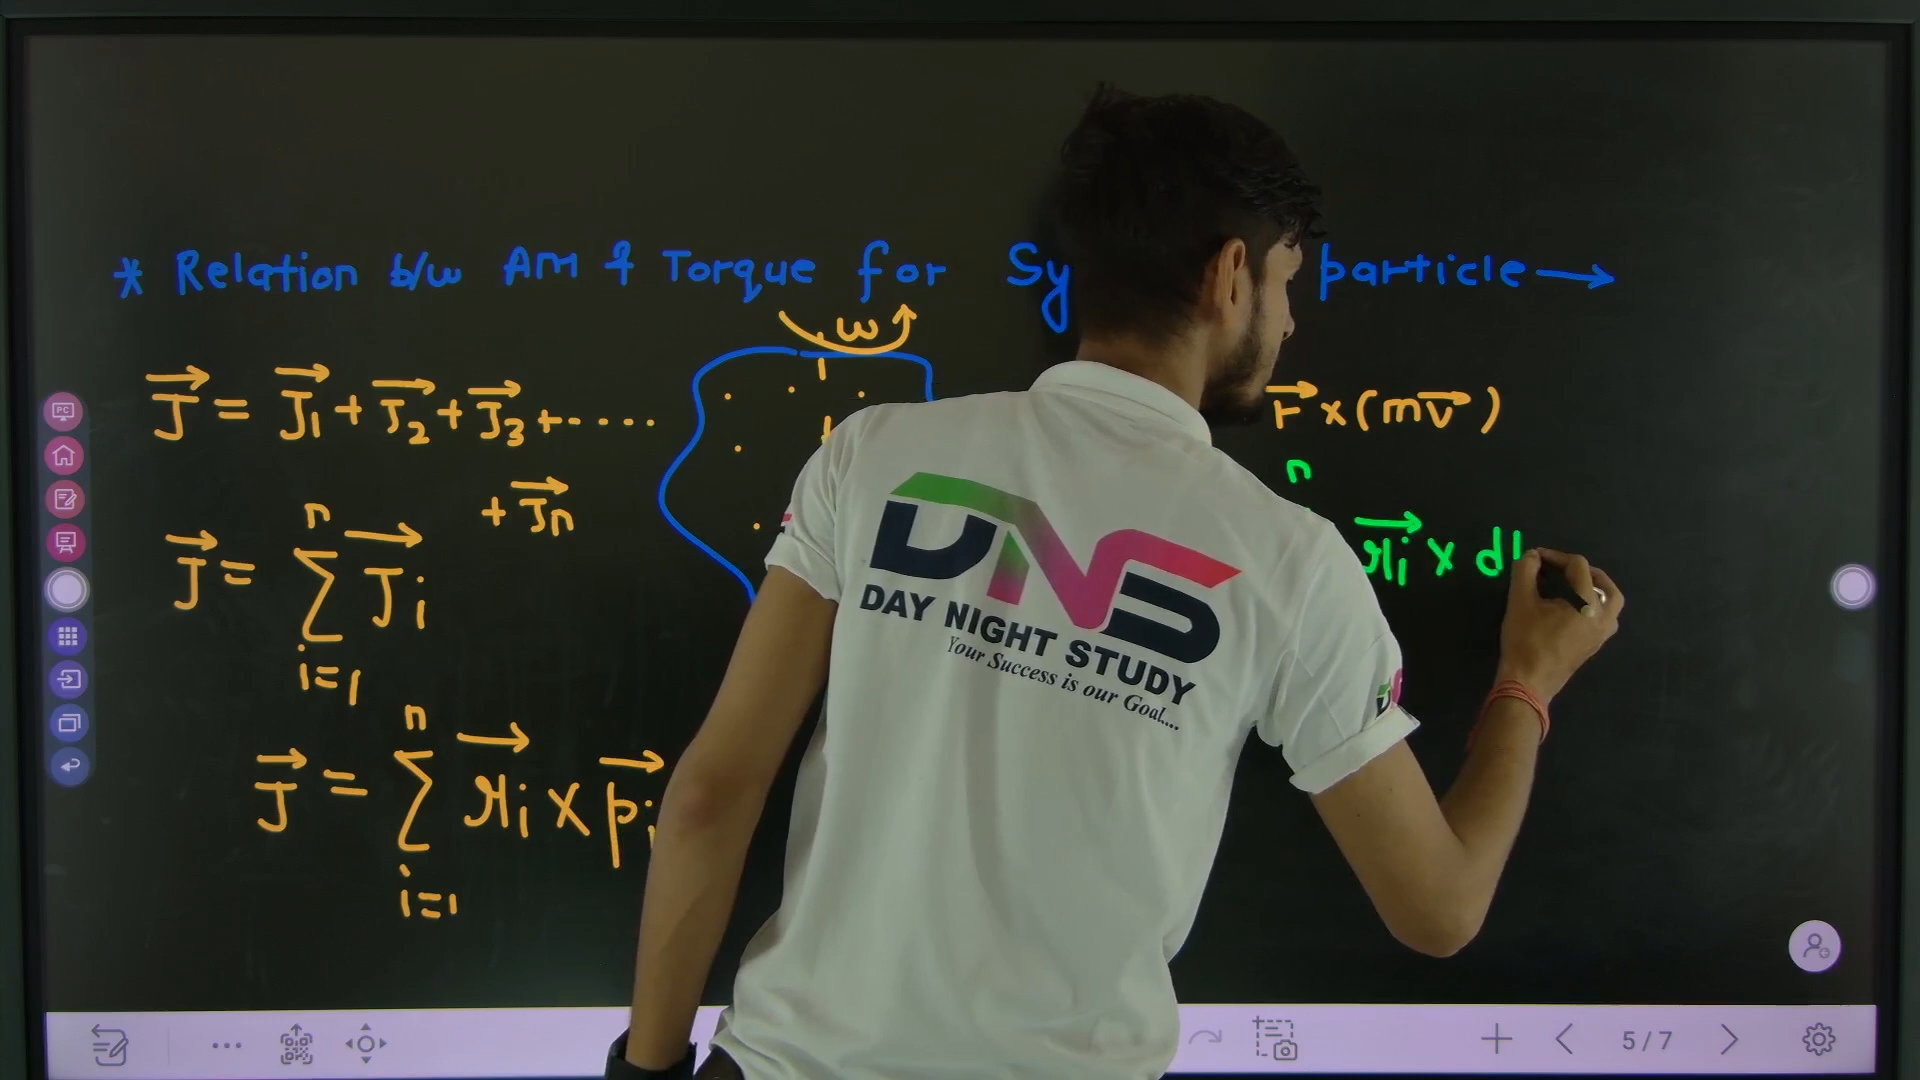 * Relation b/w AM & Torque for Sy particle →
ω
J⃗ = J⃗1 + J⃗2 + J⃗3 + .....
+ J⃗n
r⃗ × (mv⃗)
n
J⃗ = Σ J⃗i
i=1
n
r⃗i × d
n
J⃗ = Σ r⃗i × p⃗i
i=1
DNS
DAY NIGHT STUDY
Your Success is our Goal....
PC
5/7